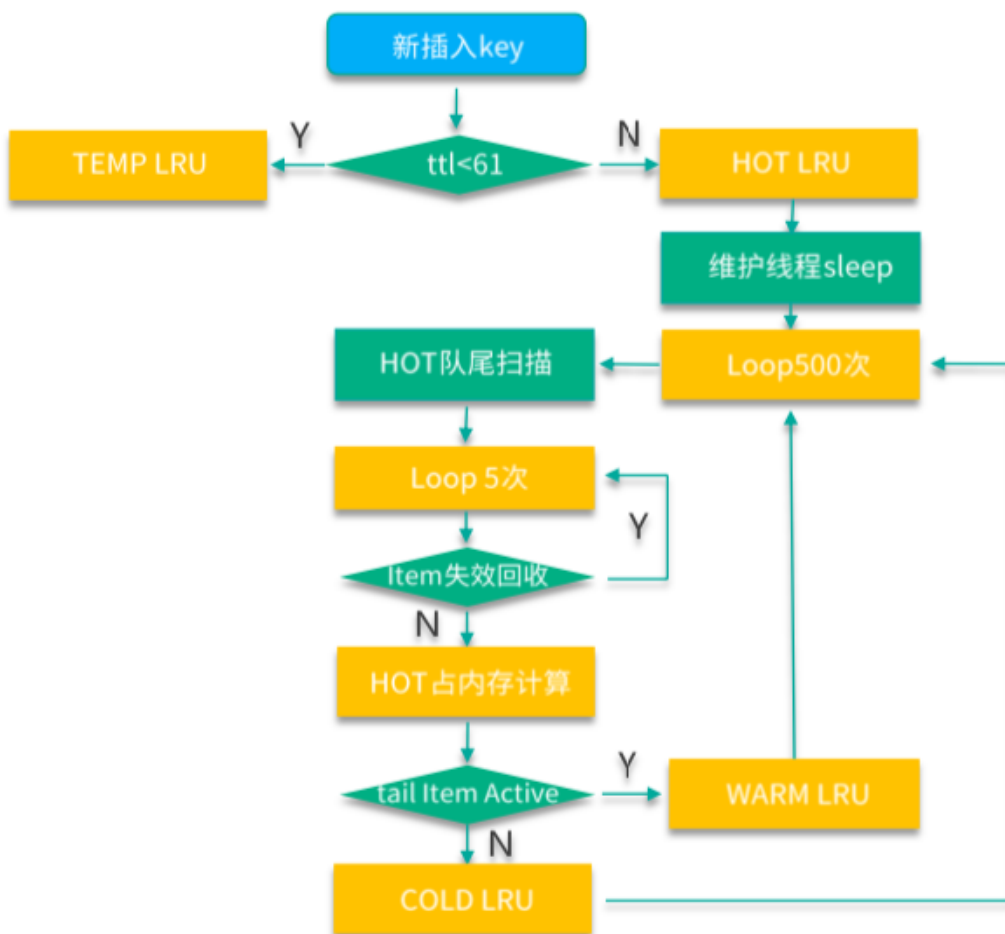 新插入key
Y
N
TEMP LRU
ttl<61
HOT LRU
维护线程sleep
HOT队尾扫描
Loop500次
Loop 5次
Y
Item失效回收
N
HOT占内存计算
Y
tail Item Active
WARM LRU
N
COLD LRU